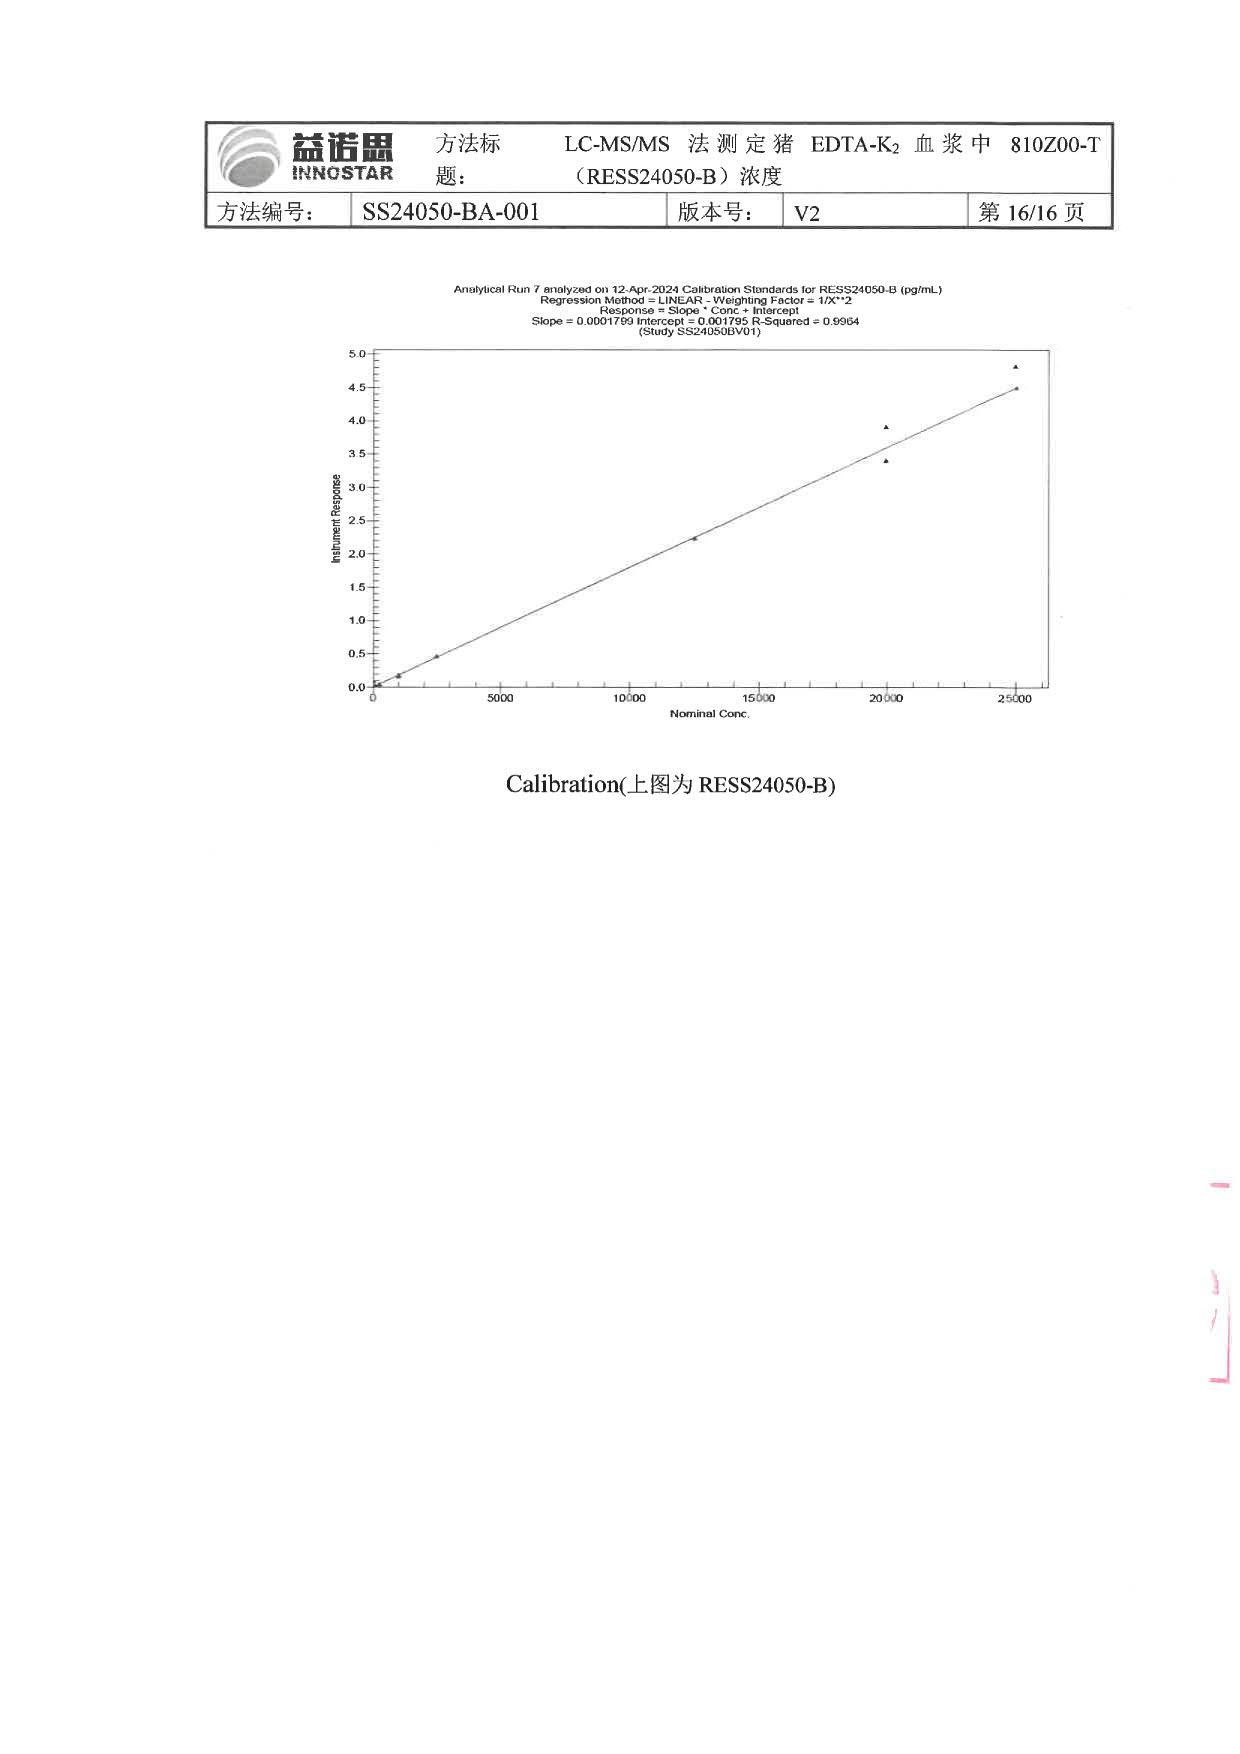 益诺思
INNOSTAR
方法标题：
LC-MS/MS 法测定猪 EDTA-K₂ 血浆中 810Z00-T
（RESS24050-B）浓度
方法编号： SS24050-BA-001 版本号： V2 第 16/16 页
Analytical Run 7 analyzed on 12-Apr-2024 Calibration Standards for RESS24050-B (pg/mL)
Regression Method = LINEAR - Weighting Factor = 1/X**2
Response = Slope * Conc + Intercept
Slope = 0.0001799 Intercept = 0.001795 R-Squared = 0.9964
(Study SS24050BV01)
5.0
4.5
4.0
3.5
3.0
2.5
2.0
1.5
1.0
0.5
0.0
Instrument Response
0 5000 10000 15000 20000 25000
Nominal Conc.
Calibration(上图为 RESS24050-B)